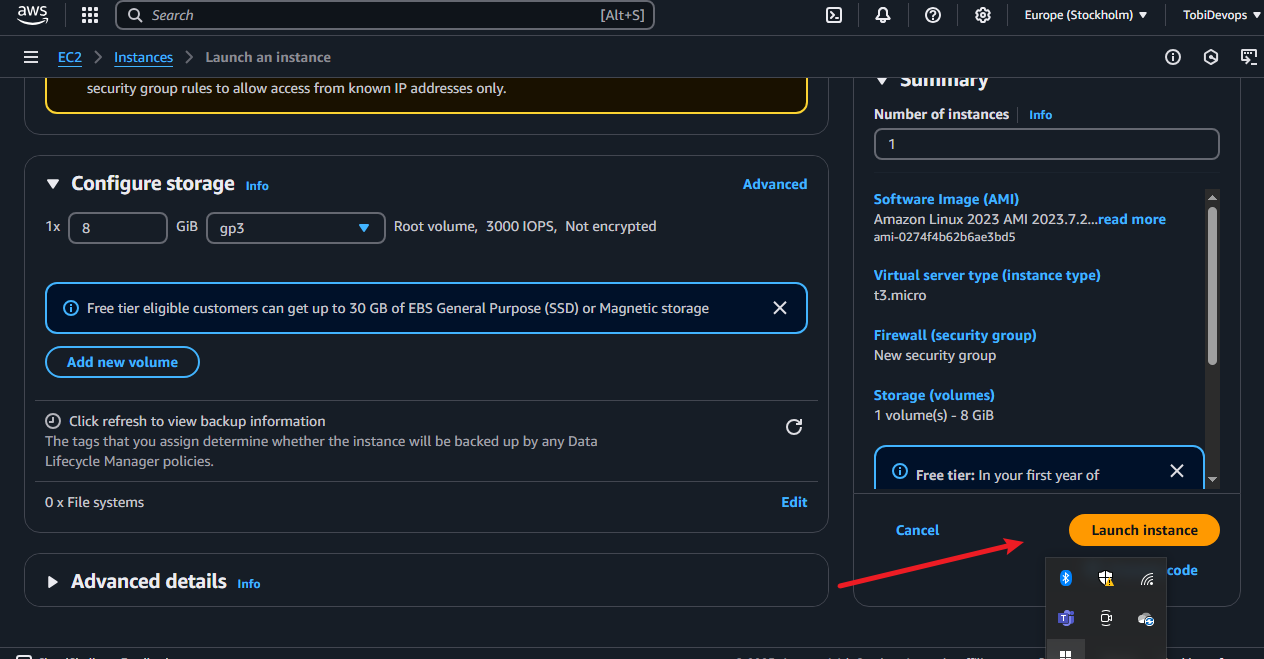 aws
Search
[Alt+S]
Europe (Stockholm)
TobiDevops
EC2
Instances
Launch an instance
security group rules to allow access from known IP addresses only.
Configure storage
Info
Advanced
1x
8
GiB
gp3
Root volume, 3000 IOPS, Not encrypted
Free tier eligible customers can get up to 30 GB of EBS General Purpose (SSD) or Magnetic storage
Add new volume
Click refresh to view backup information
The tags that you assign determine whether the instance will be backed up by any Data
Lifecycle Manager policies.
0 x File systems
Edit
Advanced details
Info
Summary
Number of instances
Info
1
Software Image (AMI)
Amazon Linux 2023 AMI 2023.7.2...read more
ami-0274f4b62b6ae3bd5
Virtual server type (instance type)
t3.micro
Firewall (security group)
New security group
Storage (volumes)
1 volume(s) - 8 GiB
Free tier: In your first year of
Cancel
Launch instance
code